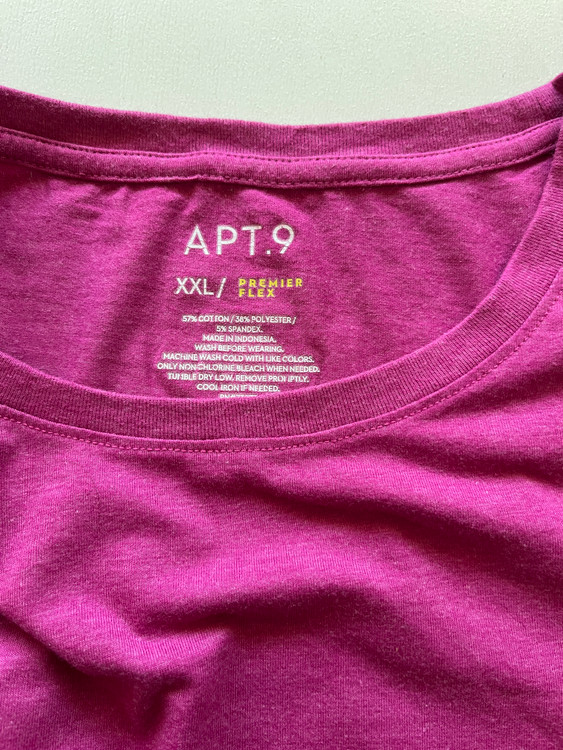 APT.9
XXL/ PREMIER FLEX
57% COTTON / 38% POLYESTER /
5% SPANDEX.
MADE IN INDONESIA.
WASH BEFORE WEARING.
MACHINE WASH COLD WITH LIKE COLORS.
ONLY NON CHLORINE BLEACH WHEN NEEDED.
TUMBLE DRY LOW. REMOVE PROMPTLY.
COOL IRON IF NEEDED.